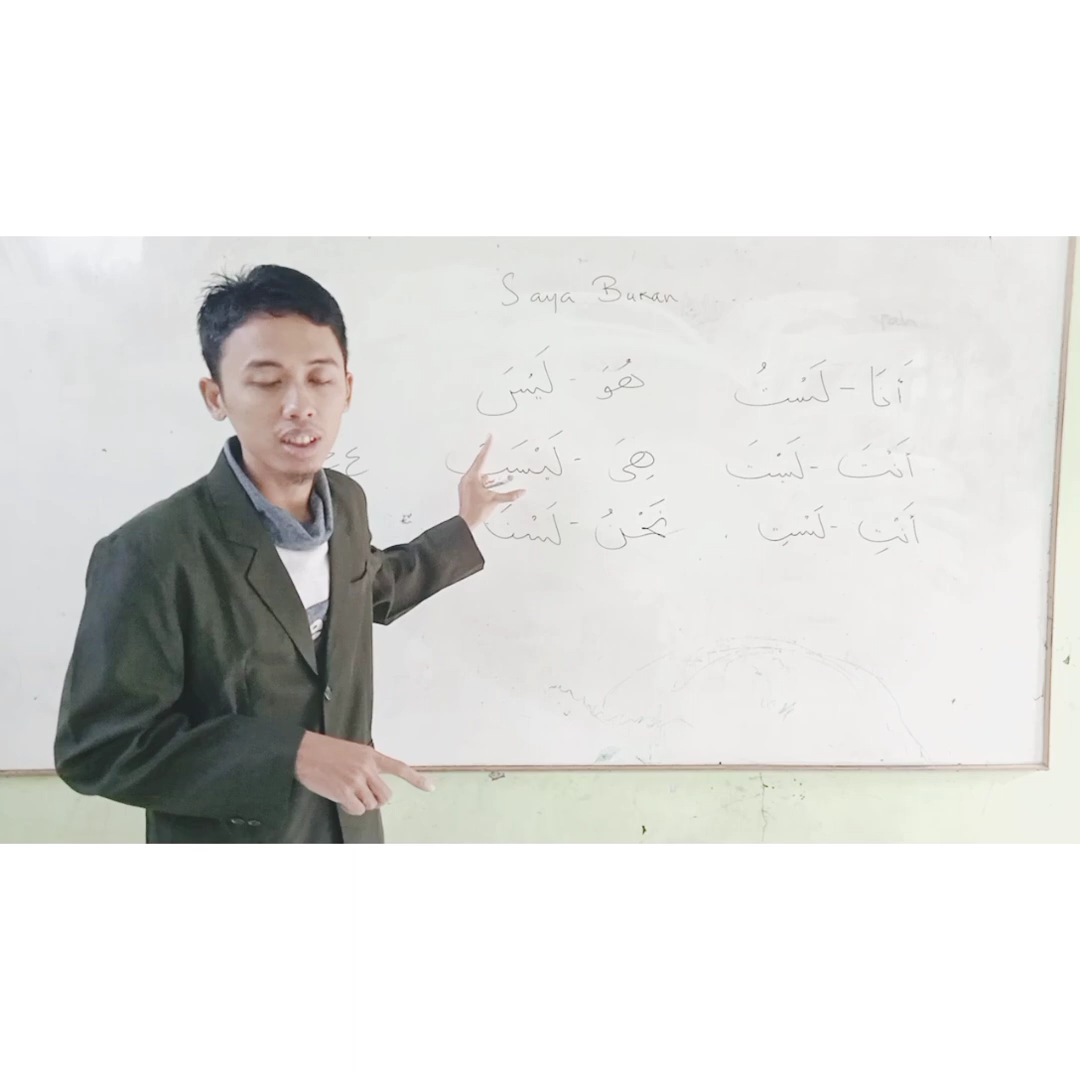 Saya Bukan
أَنَا - لَسْتُ هُوَ - لَيْسَ
أَنْتَ - لَسْتَ هِيَ - لَيْسَتْ
أَنْتِ - لَسْتِ نَحْنُ - لَسْنَا